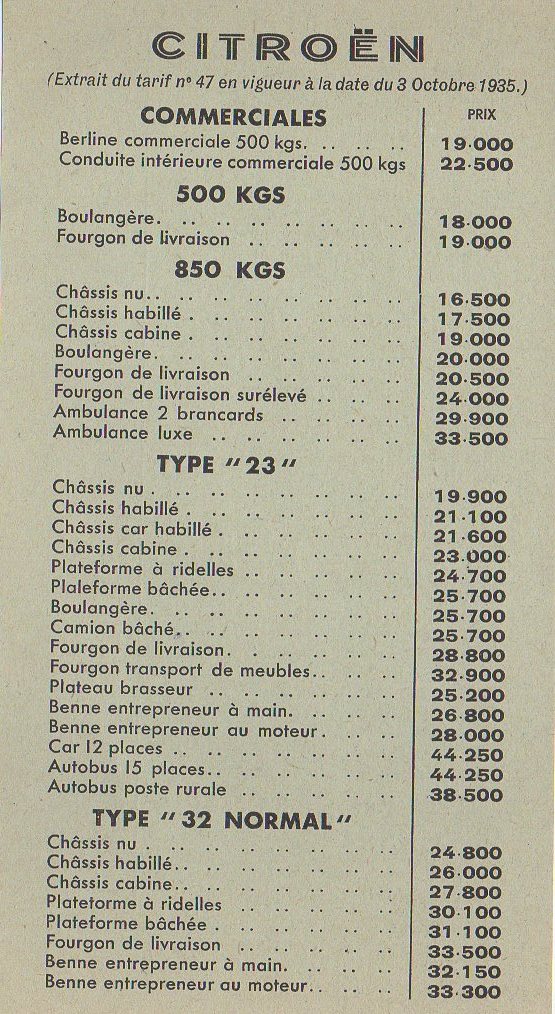 CITROËN
(Extrait du tarif nº 47 en vigueur à la date du 3 Octobre 1935.)
COMMERCIALES PRIX
Berline commerciale 500 kgs. .. .. .. 19.000
Conduite intérieure commerciale 500 kgs 22.500
500 KGS
Boulangère. .. .. .. .. .. .. .. 18.000
Fourgon de livraison .. .. .. .. .. 19.000
850 KGS
Châssis nu.. .. .. .. .. .. .. .. 16.500
Châssis habillé . .. .. .. .. .. .. 17.500
Châssis cabine . .. .. .. .. .. .. 19.000
Boulangère. .. .. .. .. .. .. .. 20.000
Fourgon de livraison .. .. .. .. .. 20.500
Fourgon de livraison surélevé .. .. .. 24.000
Ambulance 2 brancards .. .. .. .. 29.900
Ambulance luxe .. .. .. .. .. .. 33.500
TYPE "23"
Châssis nu . .. .. .. .. .. .. .. 19.900
Châssis habillé . .. .. .. .. .. .. 21.100
Châssis car habillé . .. .. .. .. .. 21.600
Châssis cabine . .. .. .. .. .. .. 23.000
Plateforme à ridelles .. .. .. .. .. 24.700
Plaleforme bâchée.. .. .. .. .. .. 25.700
Boulangère. .. .. .. .. .. .. .. 25.700
Camion bâché.. .. .. .. .. .. .. 25.700
Fourgon de livraison. .. .. .. .. .. 28.800
Fourgon transport de meubles.. .. .. 32.900
Plateau brasseur .. .. .. .. .. .. 25.200
Benne entrepreneur à main. .. .. .. 26.800
Benne entrepreneur au moteur. .. .. 28.000
Car 12 places .. .. .. .. .. .. .. 44.250
Autobus 15 places.. .. .. .. .. .. 44.250
Autobus poste rurale .. .. .. .. .. 38.500
TYPE "32 NORMAL"
Châssis nu . .. .. .. .. .. .. .. 24.800
Châssis habillé.. .. .. .. .. .. .. 26.000
Châssis cabine.. .. .. .. .. .. .. 27.800
Platetorme à ridelles .. .. .. .. .. 30.100
Plateforme bâchée . .. .. .. .. .. 31.100
Fourgon de livraison .. .. .. .. .. 33.500
Benne entrepreneur à main. .. .. .. 32.150
Benne entrepreneur au moteur.. .. .. 33.300